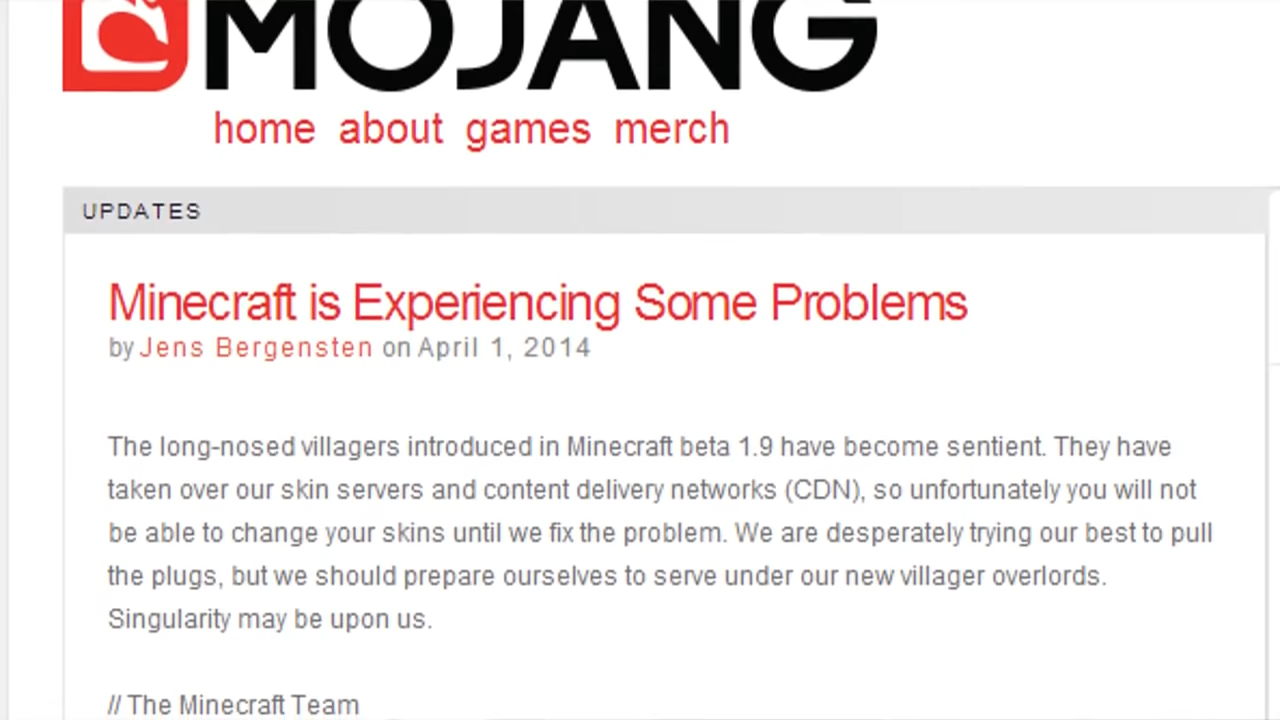 MOJANG
home about games merch
UPDATES
Minecraft is Experiencing Some Problems
by Jens Bergensten on April 1, 2014
The long-nosed villagers introduced in Minecraft beta 1.9 have become sentient. They have
taken over our skin servers and content delivery networks (CDN), so unfortunately you will not
be able to change your skins until we fix the problem. We are desperately trying our best to pull
the plugs, but we should prepare ourselves to serve under our new villager overlords.
Singularity may be upon us.
// The Minecraft Team